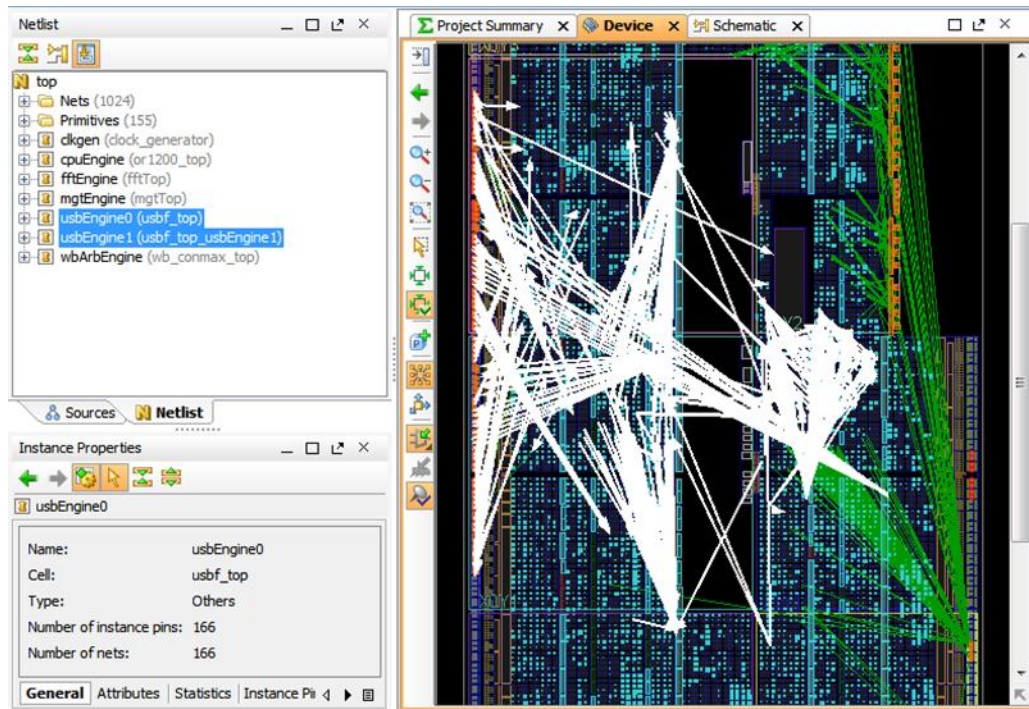 Netlist
top
Nets (1024)
Primitives (155)
clkgen (clock_generator)
cpuEngine (or1200_top)
fftEngine (fftTop)
mgtEngine (mgtTop)
usbEngine0 (usbf_top)
usbEngine1 (usbf_top_usbEngine1)
wbArbEngine (wb_conmax_top)
Sources Netlist
Instance Properties
usbEngine0
Name: usbEngine0
Cell: usbf_top
Type: Others
Number of instance pins: 166
Number of nets: 166
General Attributes Statistics Instance Pi
Project Summary Device Schematic